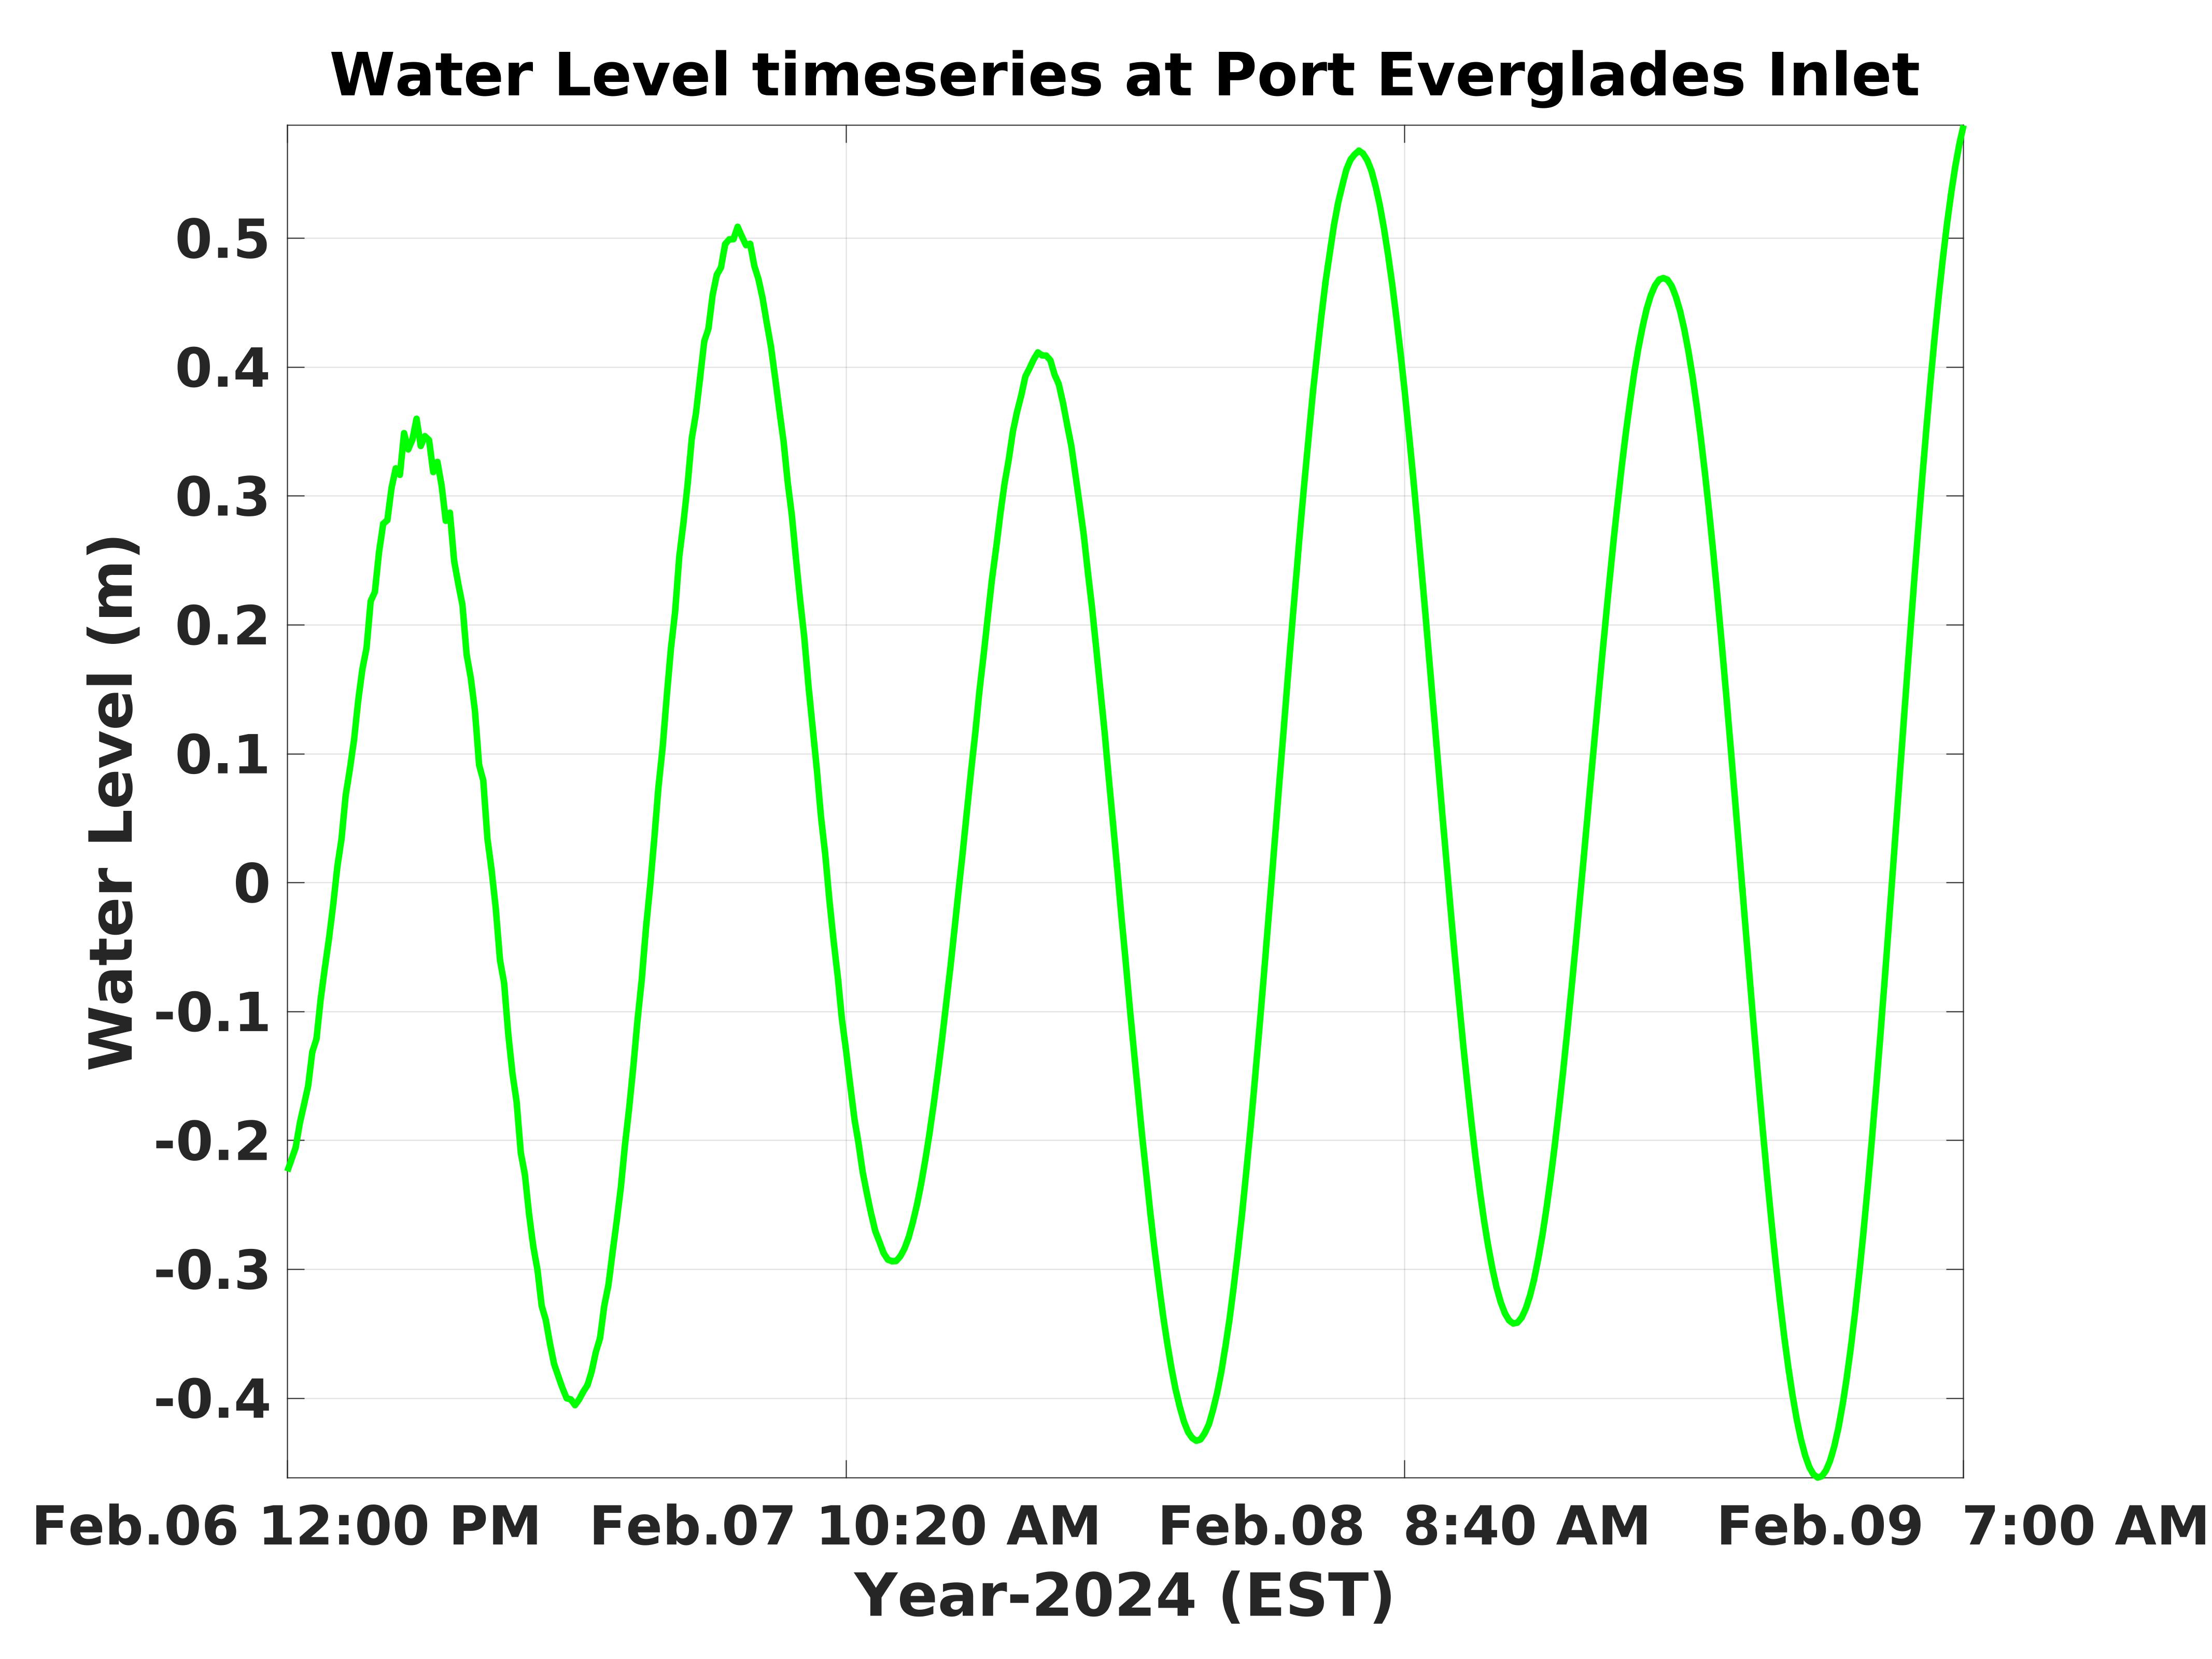 Water Level timeseries at Port Everglades Inlet
Water Level (m)
0.5
0.4
0.3
0.2
0.1
0
-0.1
-0.2
-0.3
-0.4
Feb.06 12:00 PM Feb.07 10:20 AM Feb.08 8:40 AM Feb.09 7:00 AM
Year-2024 (EST)